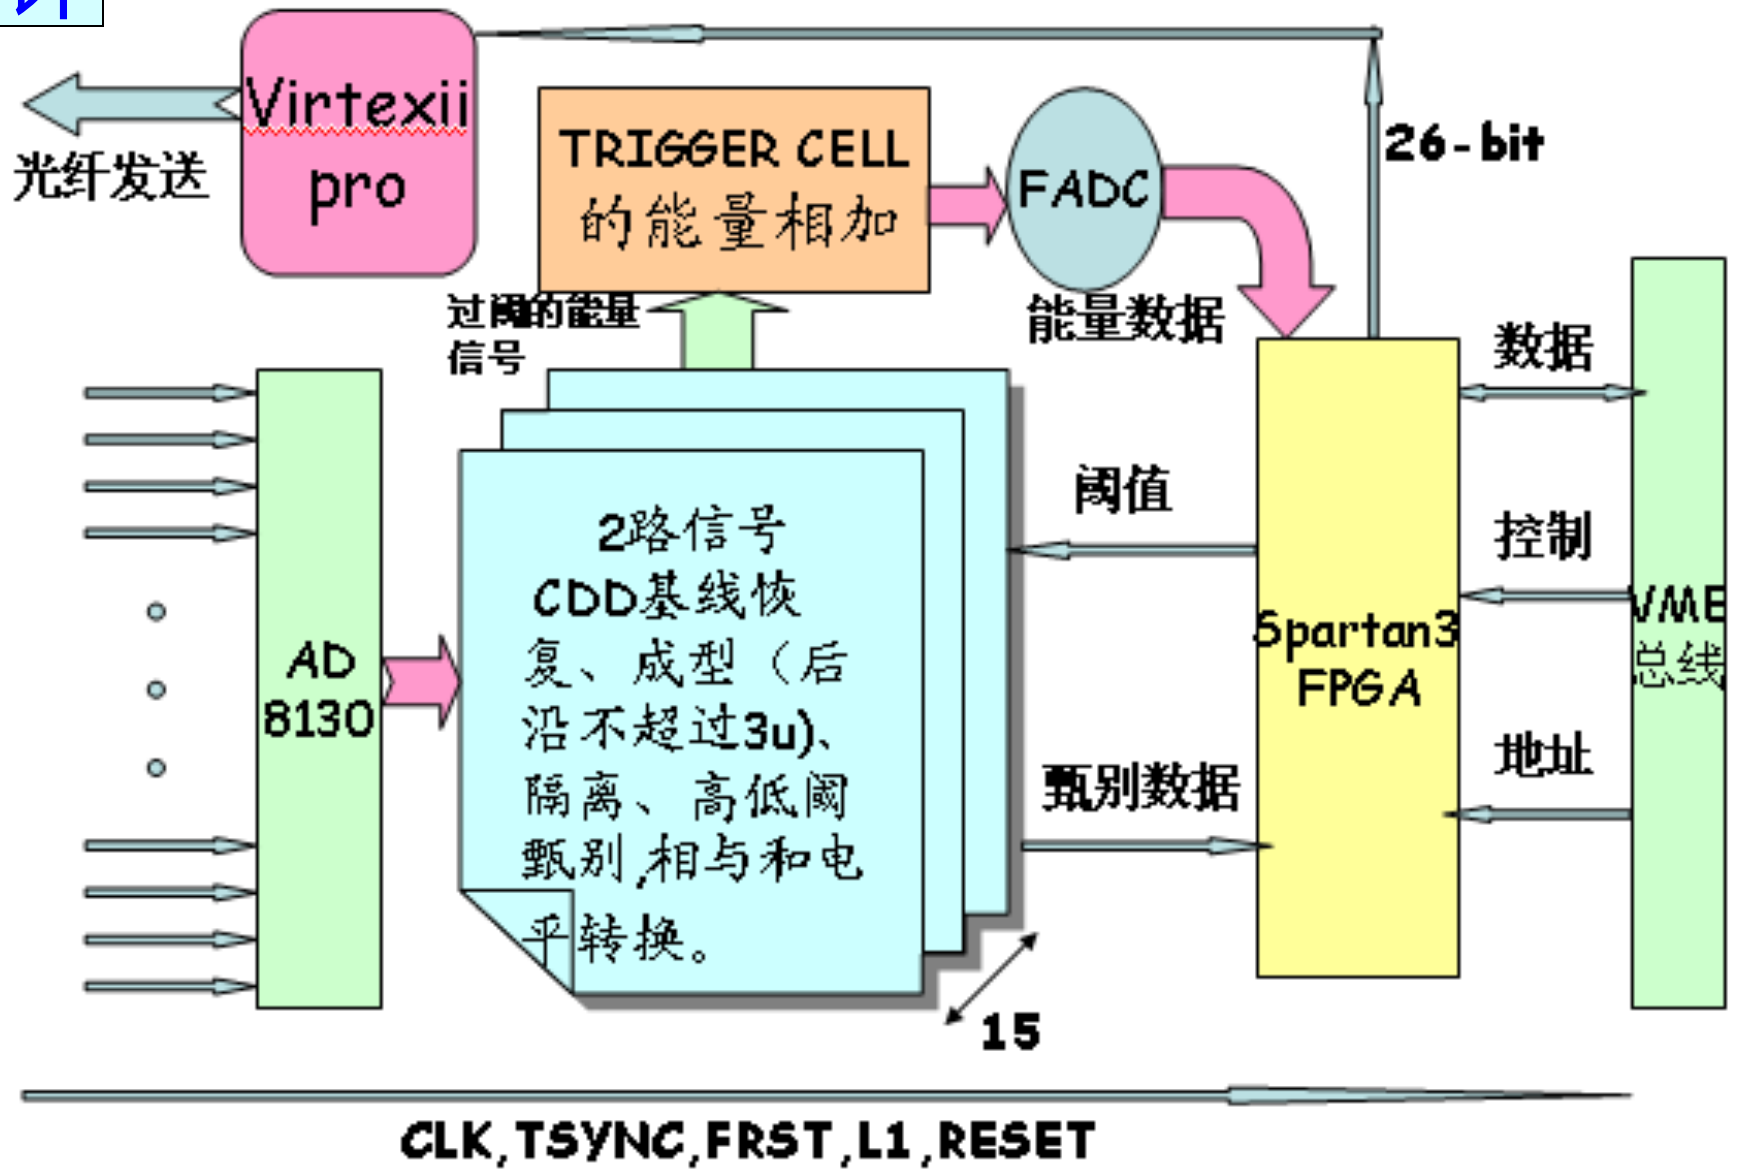 Virtexii
pro
光纤发送
TRIGGER CELL
的能量相加
FADC
26-bit
过阈的能量
信号
能量数据
数据
阈值
控制
2路信号
CDD基线恢
复、成型（后
沿不超过3u)、
隔离、高低阈
甄别,相与和电
平转换。
AD
8130
Spartan3
FPGA
VME
总线
地址
甄别数据
15
CLK,TSYNC,FRST,L1,RESET